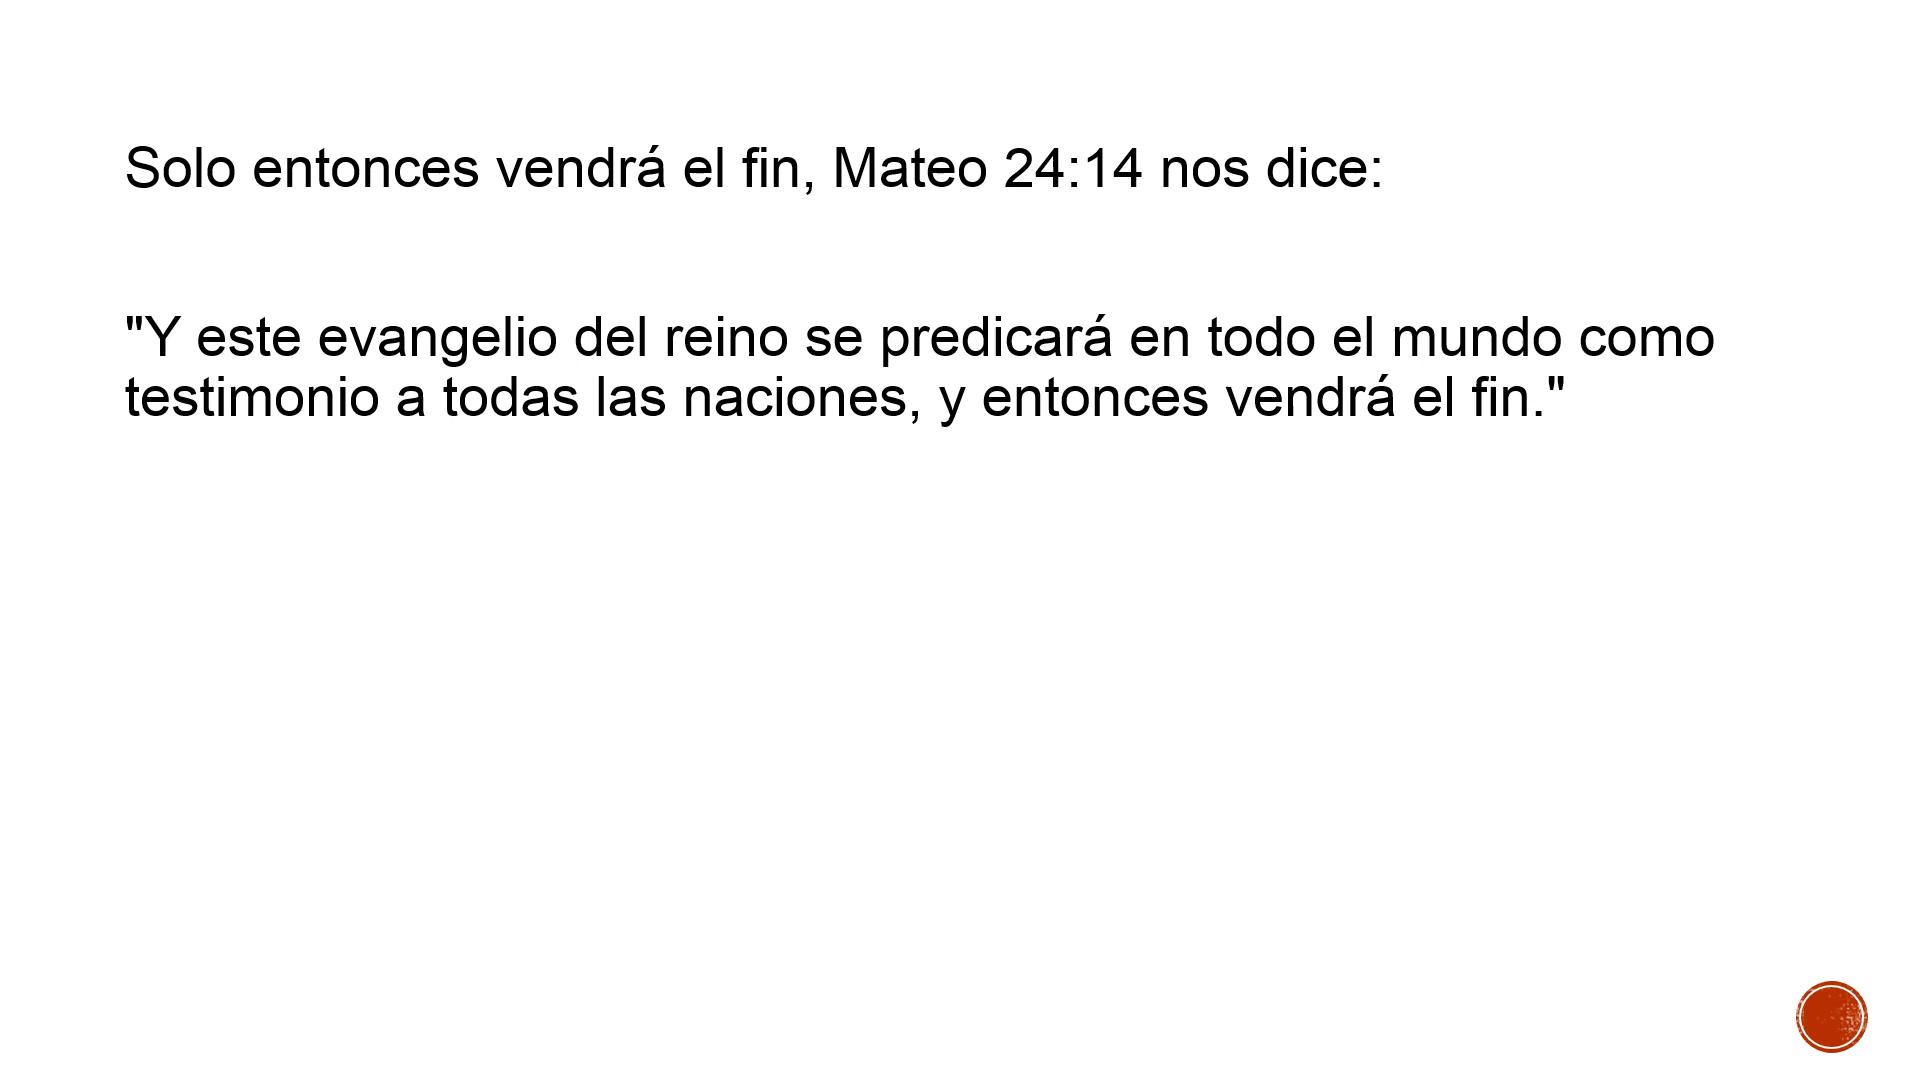 Solo entonces vendrá el fin, Mateo 24:14 nos dice:
"Y este evangelio del reino se predicará en todo el mundo como
testimonio a todas las naciones, y entonces vendrá el fin."